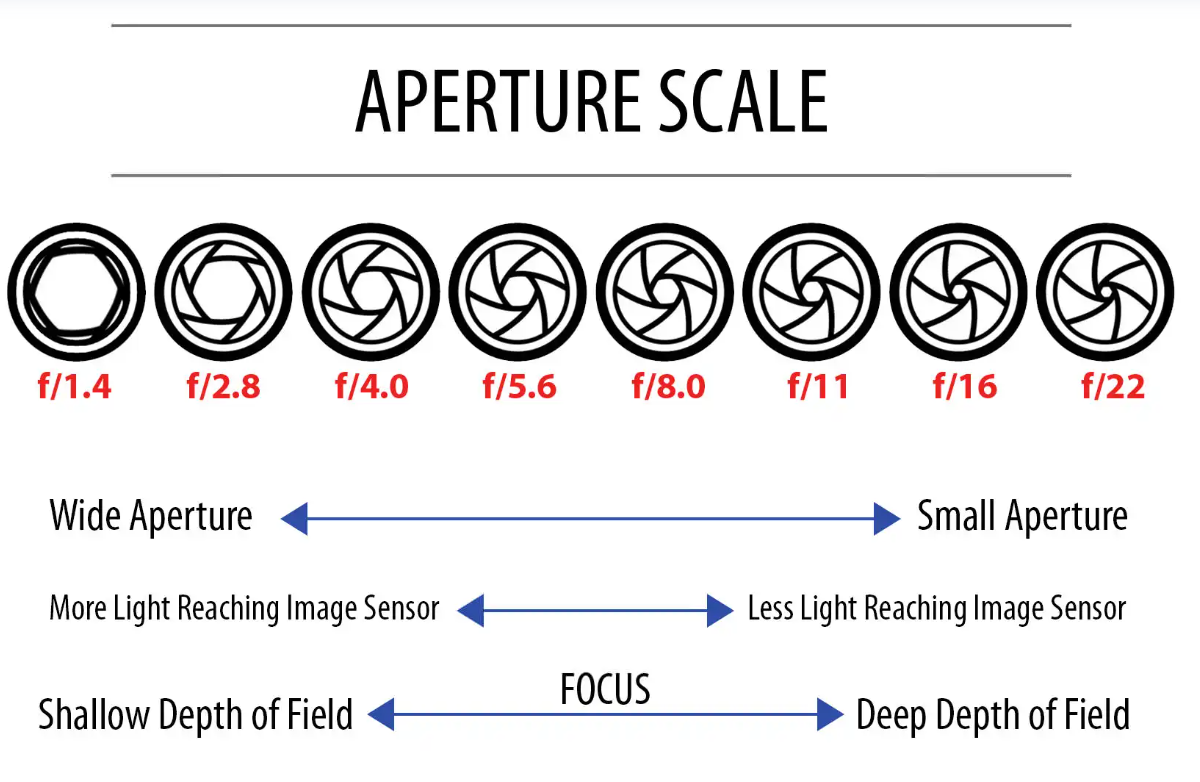 APERTURE SCALE
f/1.4 f/2.8 f/4.0 f/5.6 f/8.0 f/11 f/16 f/22
Wide Aperture Small Aperture
More Light Reaching Image Sensor Less Light Reaching Image Sensor
FOCUS
Shallow Depth of Field Deep Depth of Field